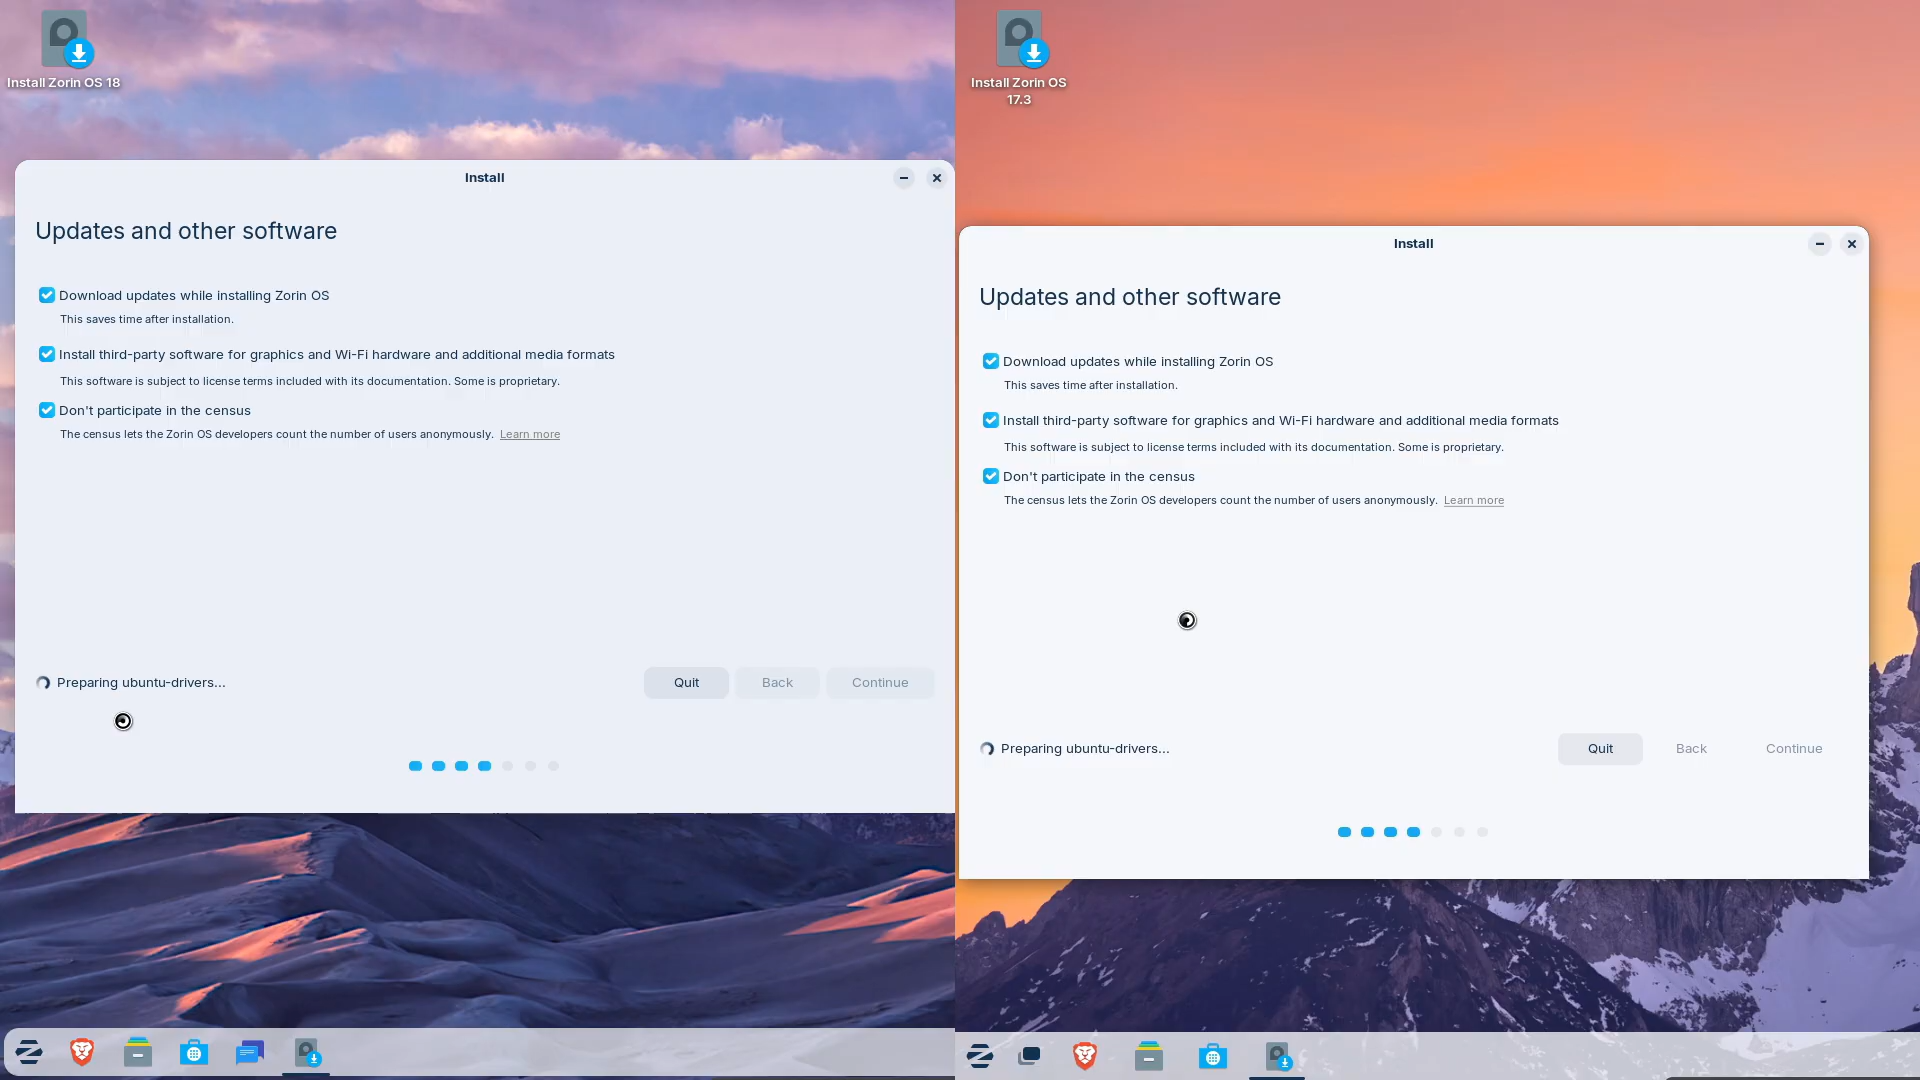 Install Zorin OS 18
Install
Updates and other software
Download updates while installing Zorin OS
This saves time after installation.
Install third-party software for graphics and Wi-Fi hardware and additional media formats
This software is subject to license terms included with its documentation. Some is proprietary.
Don't participate in the census
The census lets the Zorin OS developers count the number of users anonymously. Learn more
Preparing ubuntu-drivers...
Quit
Back
Continue
Install Zorin OS
17.3
Install
Updates and other software
Download updates while installing Zorin OS
This saves time after installation.
Install third-party software for graphics and Wi-Fi hardware and additional media formats
This software is subject to license terms included with its documentation. Some is proprietary.
Don't participate in the census
The census lets the Zorin OS developers count the number of users anonymously. Learn more
Preparing ubuntu-drivers...
Quit
Back
Continue